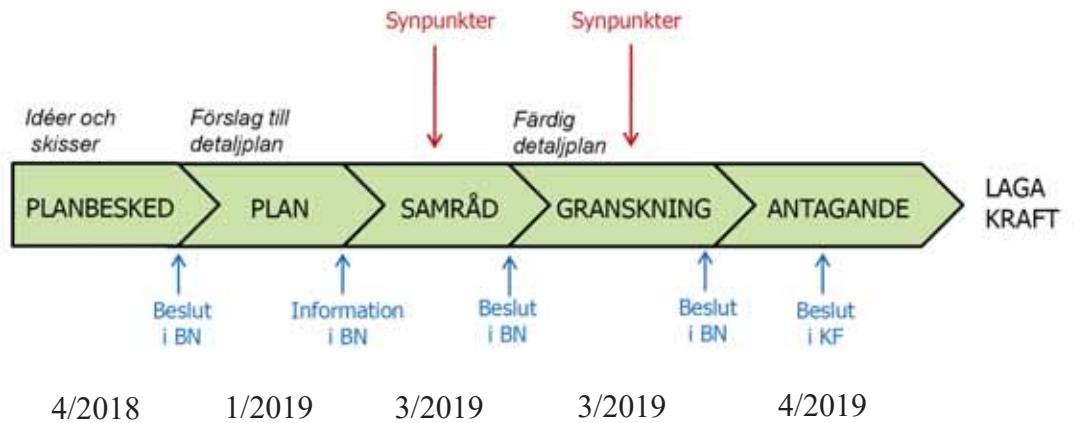 Synpunkter
Synpunkter
Idéer och
skisser
Förslag till
detaljplan
Färdig
detaljplan
PLANBESKED
PLAN
SAMRÅD
GRANSKNING
ANTAGANDE
LAGA
KRAFT
Beslut
i BN
Information
i BN
Beslut
i BN
Beslut
i BN
Beslut
i KF
4/2018
1/2019
3/2019
3/2019
4/2019